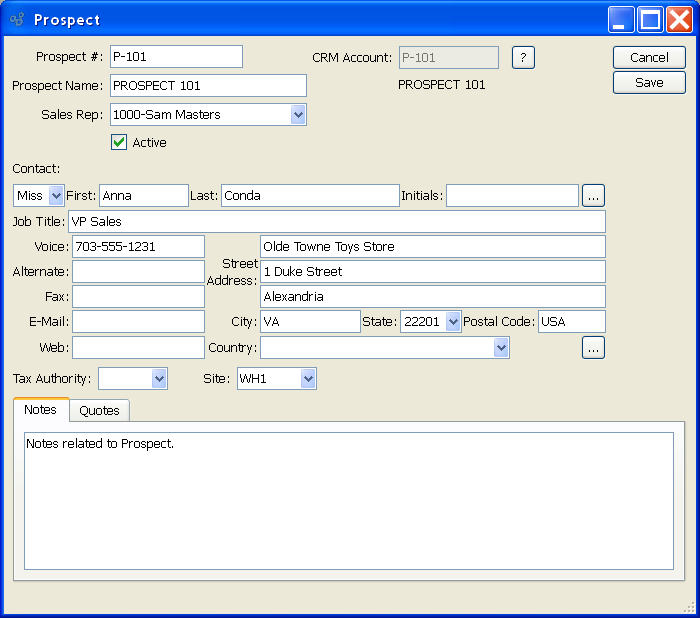 Prospect
Prospect #: P-101 CRM Account: P-101 ? Cancel
Prospect Name: PROSPECT 101 PROSPECT 101 Save
Sales Rep: 1000-Sam Masters
Active
Contact:
Miss First: Anna Last: Conda Initials: ...
Job Title: VP Sales
Voice: 703-555-1231 Olde Towne Toys Store
Alternate: Street Address: 1 Duke Street
Fax: Alexandria
E-Mail: City: VA State: 22201 Postal Code: USA
Web: Country: ...
Tax Authority: Site: WH1
Notes Quotes
Notes related to Prospect.